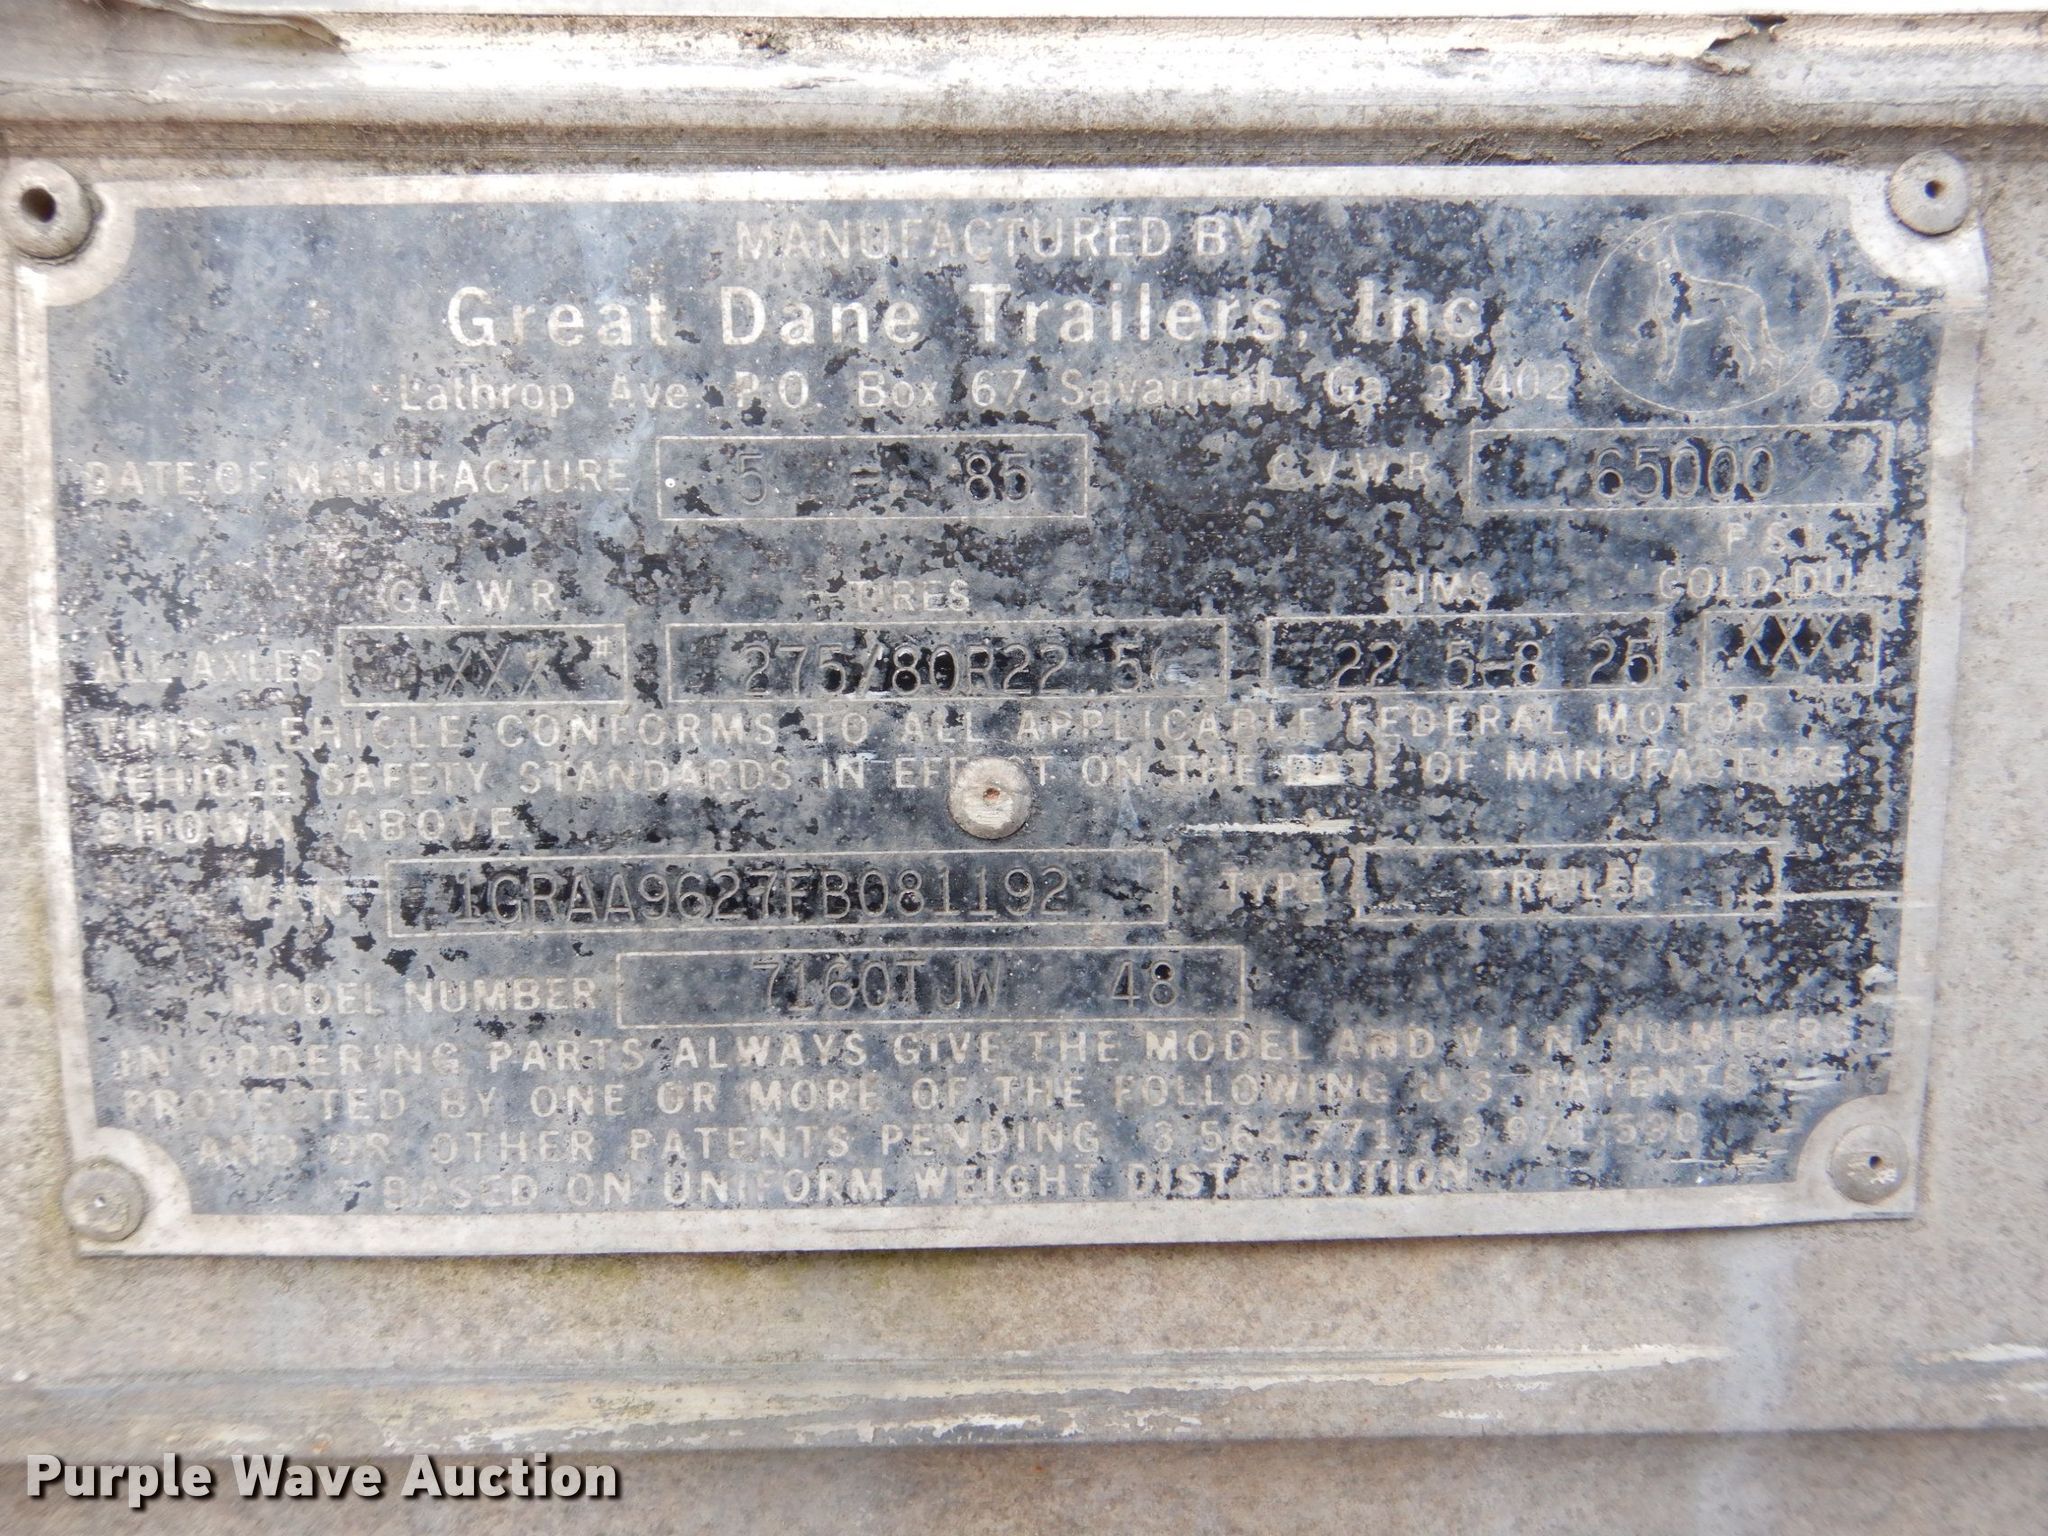 MANUFACTURED BY
Great Dane Trailers, Inc.
Lathrop Ave. P.O. Box 67 Savannah, Ga. 31402
®
DATE OF MANUFACTURE 5 - 85 G.V.W.R. 65000
P.S.I.
G.A.W.R. TIRES RIMS COLD-DUAL
ALL AXLES XXX # 275/80R22.5 22.5-8.25 XXX
THIS VEHICLE CONFORMS TO ALL APPLICABLE FEDERAL MOTOR
VEHICLE SAFETY STANDARDS IN EFFECT ON THE DATE OF MANUFACTURE
SHOWN ABOVE
V.I.N. 1GRAA9627FB081192 TYPE TRAILER
MODEL NUMBER 7160TJW 48
IN ORDERING PARTS ALWAYS GIVE THE MODEL AND V.I.N. NUMBERS
PROTECTED BY ONE OR MORE OF THE FOLLOWING U.S. PATENTS
AND/OR OTHER PATENTS PENDING 3,564,771
BASED ON UNIFORM WEIGHT DISTRIBUTION
Purple Wave Auction